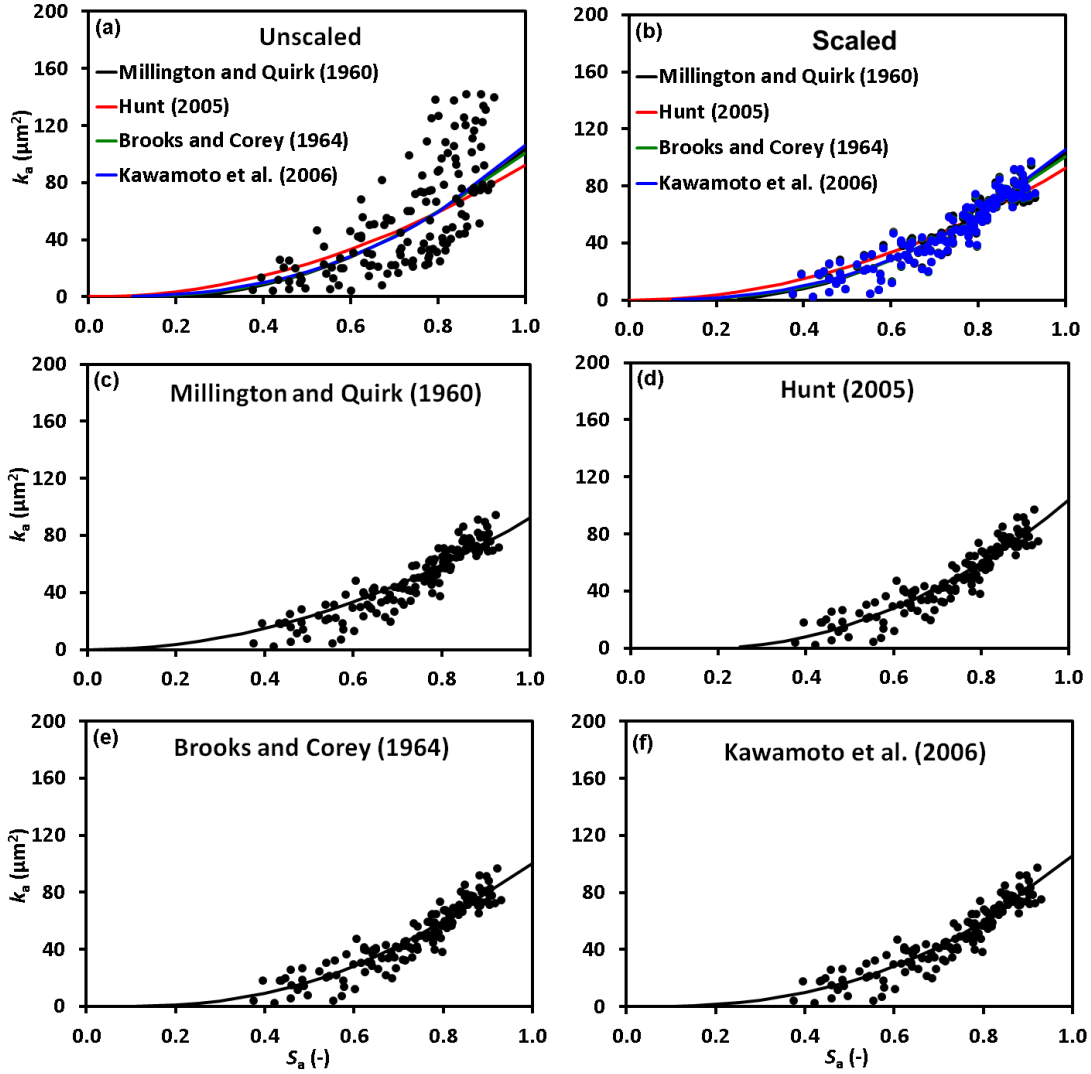 (a)
Unscaled
Millington and Quirk (1960)
Hunt (2005)
Brooks and Corey (1964)
Kawamoto et al. (2006)
200
160
120
80
40
0
kₐ (µm²)
0.0 0.2 0.4 0.6 0.8 1.0
(b)
Scaled
Millington and Quirk (1960)
Hunt (2005)
Brooks and Corey (1964)
Kawamoto et al. (2006)
200
160
120
80
40
0
0.0 0.2 0.4 0.6 0.8 1.0
(c)
Millington and Quirk (1960)
200
160
120
80
40
0
kₐ (µm²)
0.0 0.2 0.4 0.6 0.8 1.0
(d)
Hunt (2005)
200
160
120
80
40
0
0.0 0.2 0.4 0.6 0.8 1.0
(e)
Brooks and Corey (1964)
200
160
120
80
40
0
kₐ (µm²)
0.0 0.2 0.4 0.6 0.8 1.0
Sₐ (-)
(f)
Kawamoto et al. (2006)
200
160
120
80
40
0
0.0 0.2 0.4 0.6 0.8 1.0
Sₐ (-)